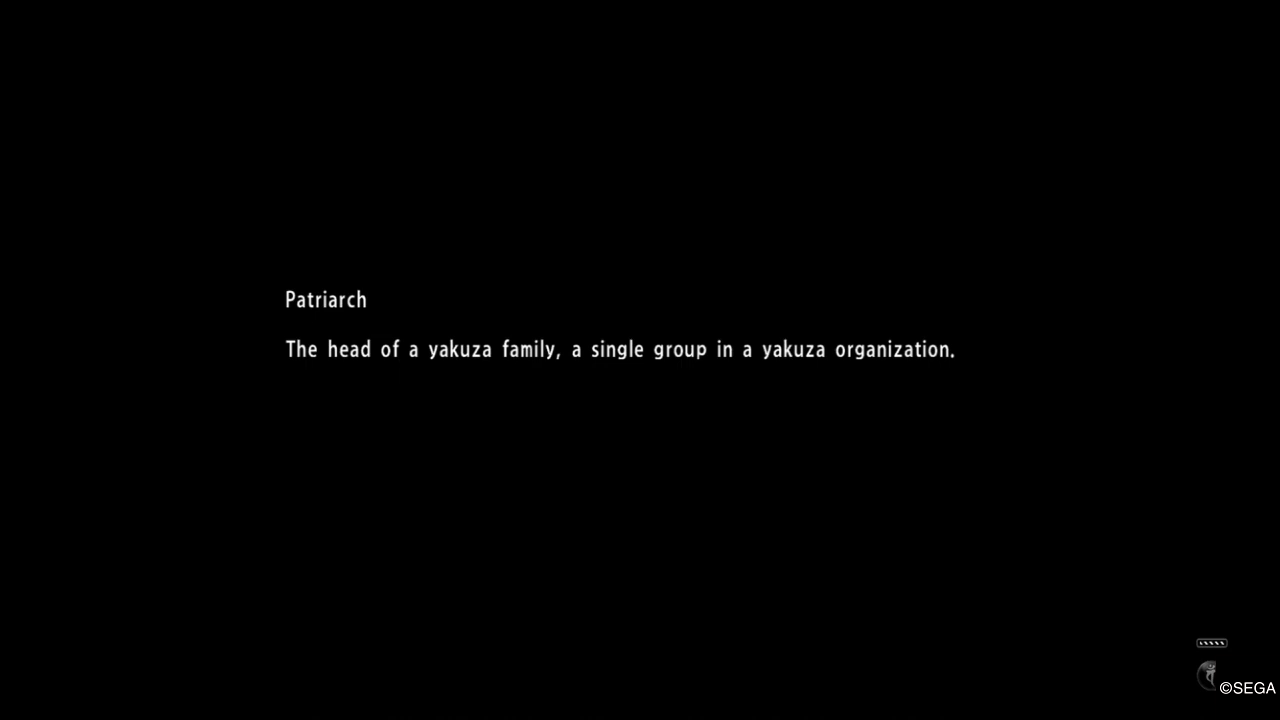 Patriarch
The head of a yakuza family, a single group in a yakuza organization.
©SEGA